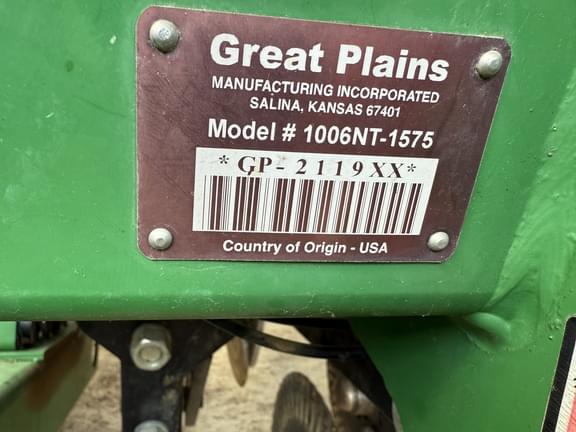 Great Plains
MANUFACTURING INCORPORATED
SALINA, KANSAS 67401
Model # 1006NT-1575
*GP-2119XX*
Country of Origin - USA